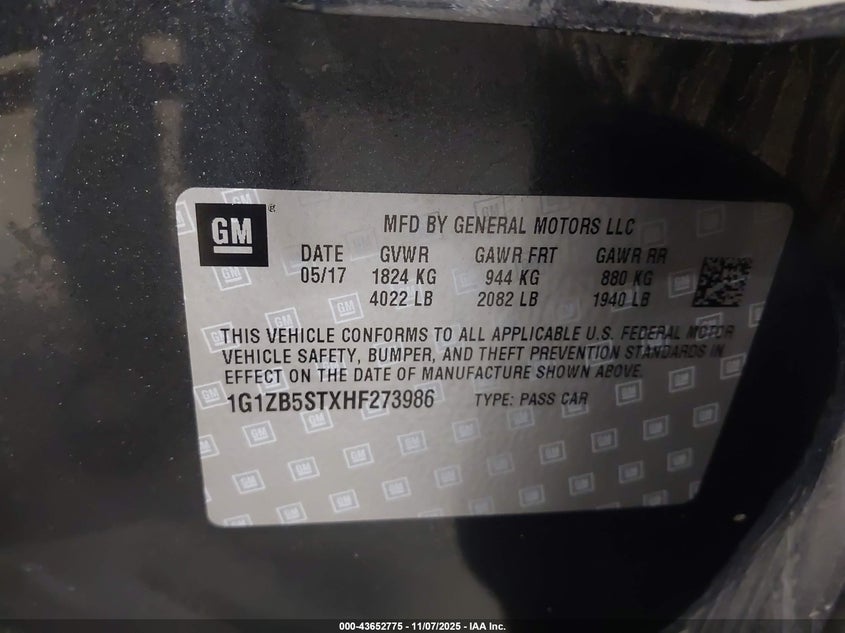 GM ®
MFD BY GENERAL MOTORS LLC
DATE GVWR GAWR FRT GAWR RR
05/17 1824 KG 944 KG 880 KG
4022 LB 2082 LB 1940 LB
THIS VEHICLE CONFORMS TO ALL APPLICABLE U.S. FEDERAL MOTOR
VEHICLE SAFETY, BUMPER, AND THEFT PREVENTION STANDARDS IN
EFFECT ON THE DATE OF MANUFACTURE SHOWN ABOVE.
1G1ZB5STXHF273986 TYPE: PASS CAR
000-43652775 - 11/07/2025 - IAA Inc.